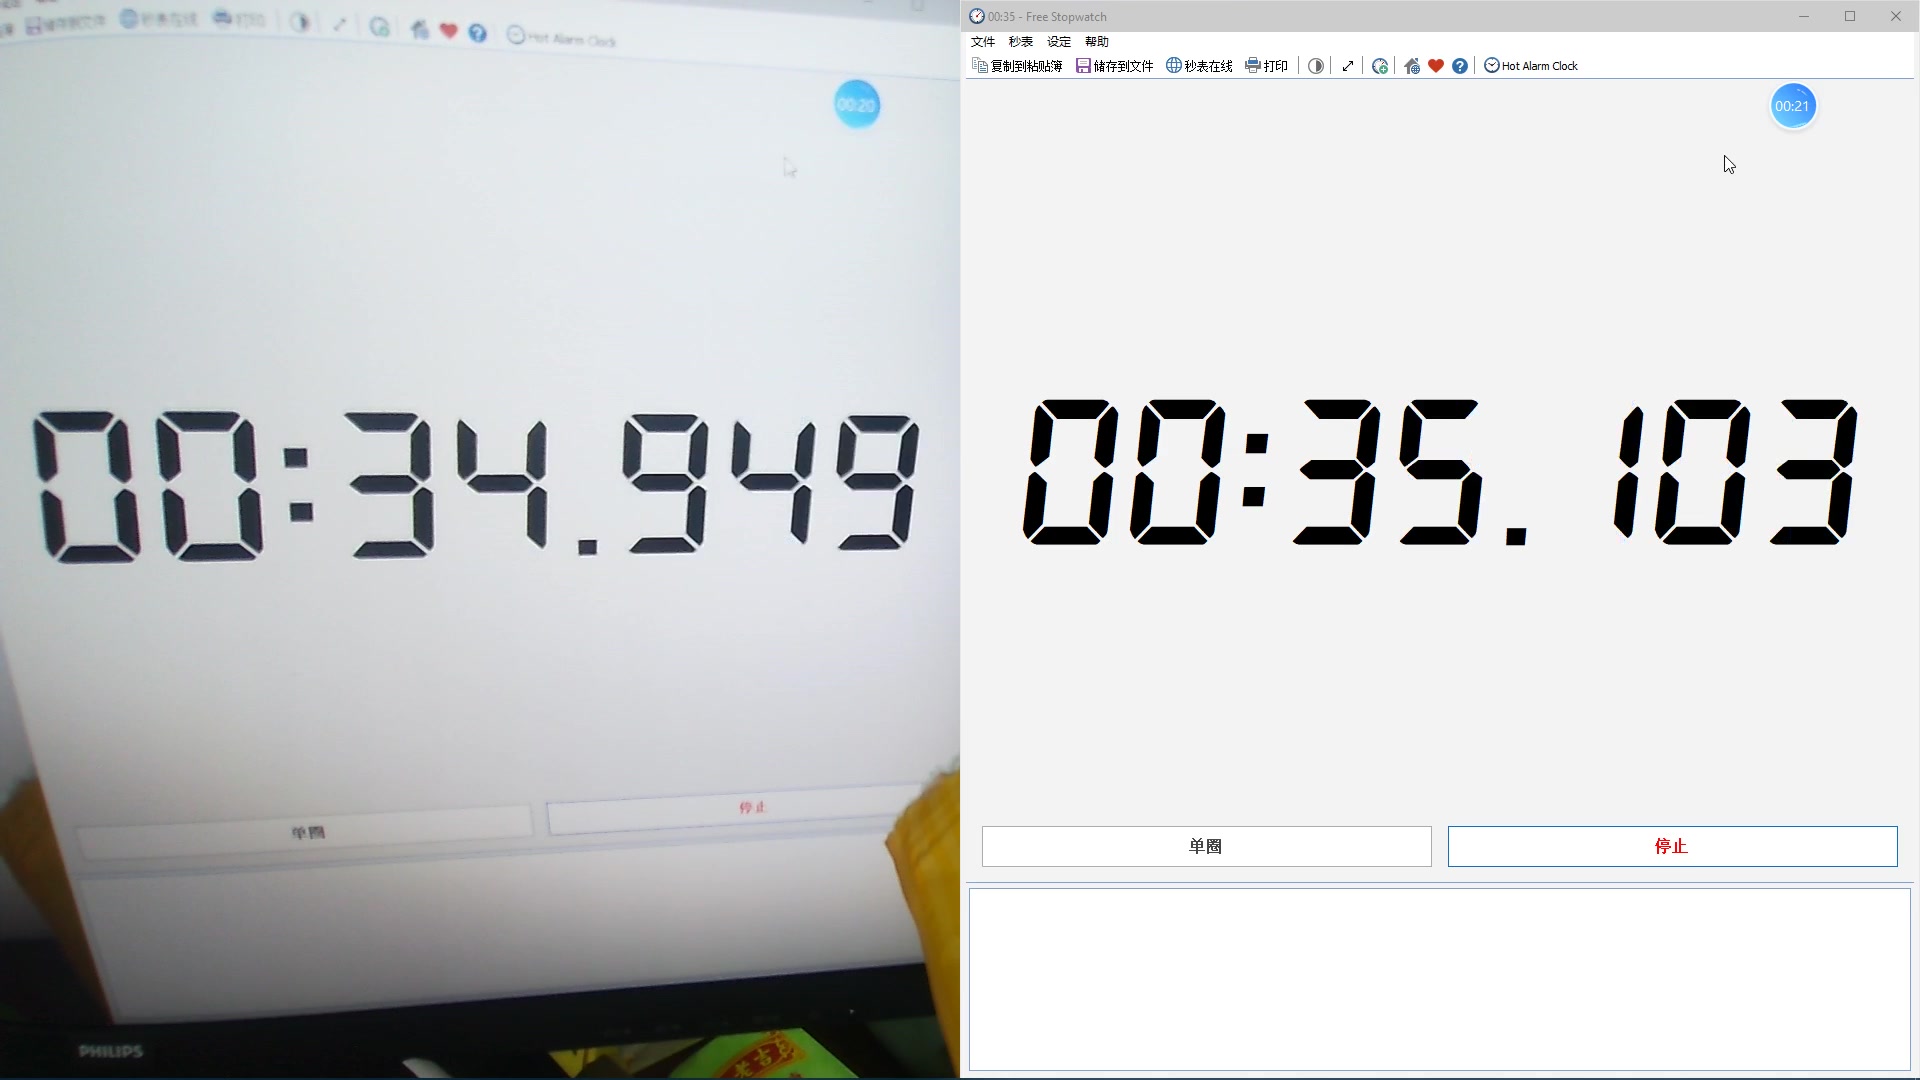 储存到文件 秒表在线 打印 Hot Alarm Clock
00:20
00:34.949
单圈 停止
PHILIPS
00:35 - Free Stopwatch
文件 秒表 设定 帮助
复制到粘贴簿 储存到文件 秒表在线 打印 Hot Alarm Clock
00:21
00:35.103
单圈 停止